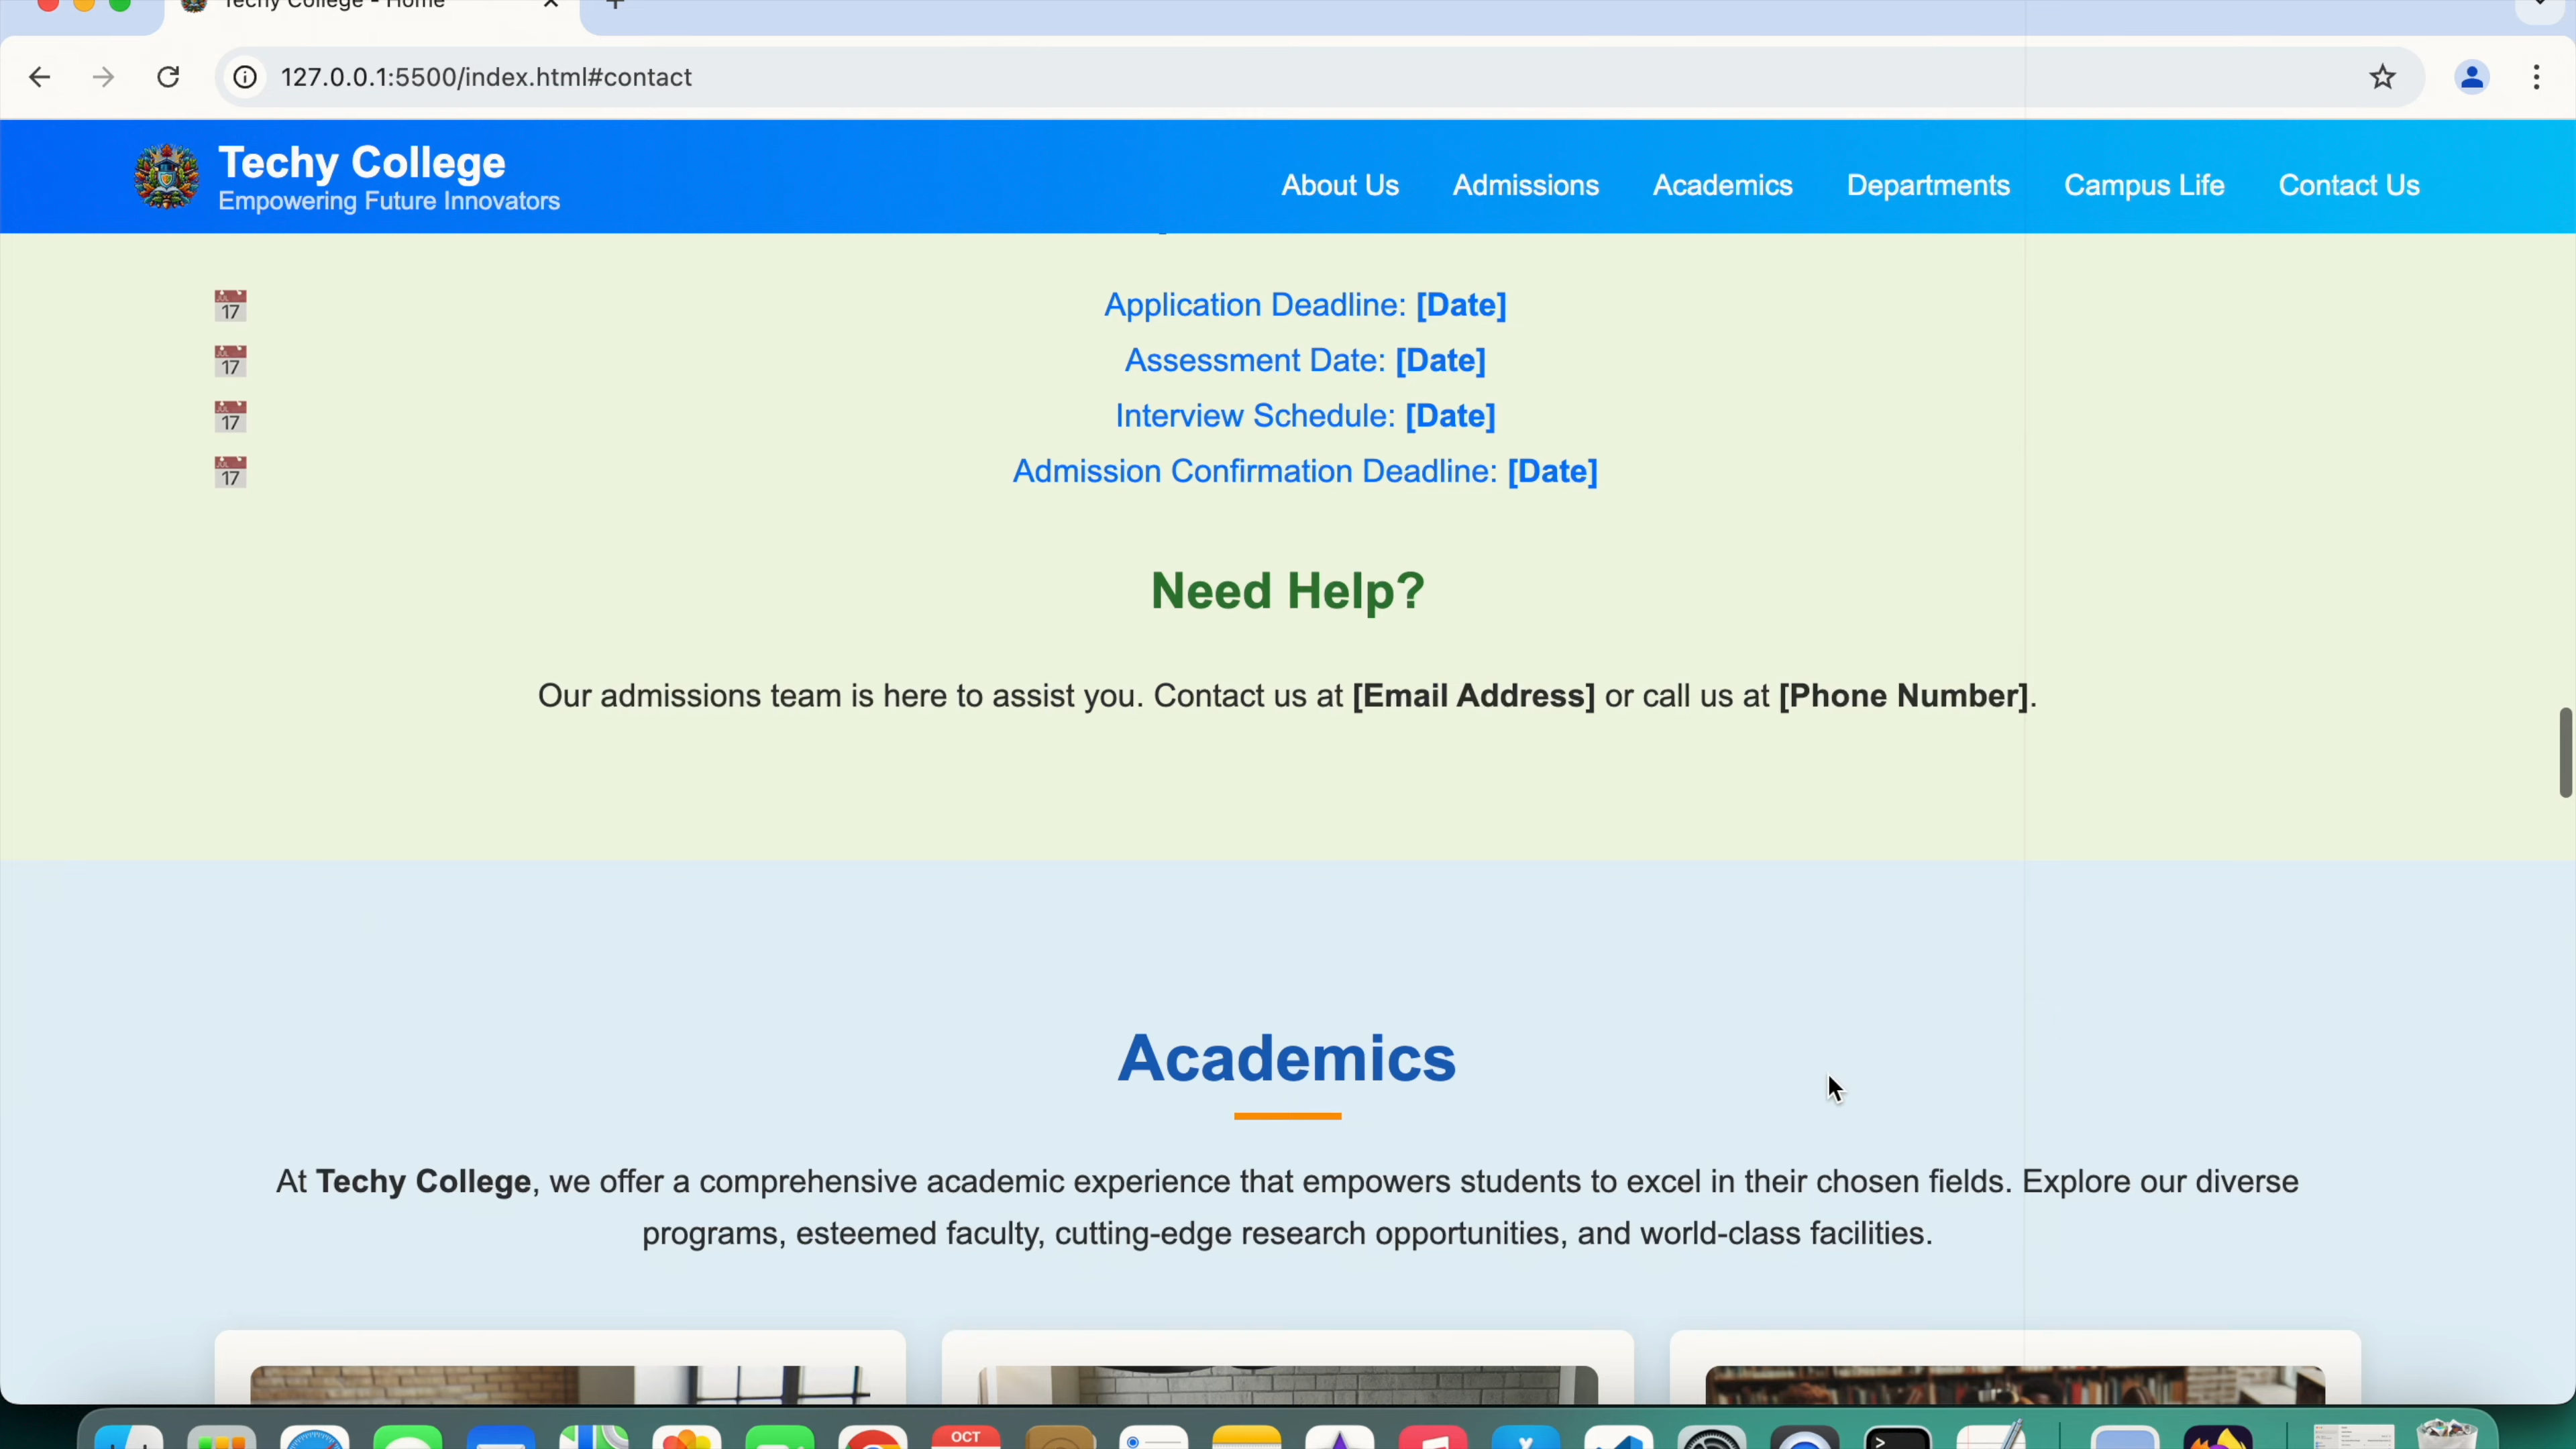 Techy College - Home
127.0.0.1:5500/index.html#contact
Techy College
Empowering Future Innovators
About Us
Admissions
Academics
Departments
Campus Life
Contact Us
17
Application Deadline: [Date]
17
Assessment Date: [Date]
17
Interview Schedule: [Date]
17
Admission Confirmation Deadline: [Date]
Need Help?
Our admissions team is here to assist you. Contact us at [Email Address] or call us at [Phone Number].
Academics
At Techy College, we offer a comprehensive academic experience that empowers students to excel in their chosen fields. Explore our diverse
programs, esteemed faculty, cutting-edge research opportunities, and world-class facilities.
OCT